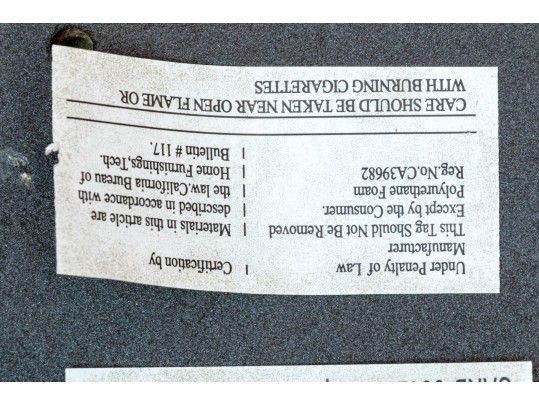 Under Penalty of Law
Manufacturer
This Tag Should Not Be Removed
Except by the Consumer.
Polyurethane Foam
Reg.No.CA39682
Certification by
Materials in this article are
described in accordance with
the law.California Bureau of
Home Furnishings,Tech.
Bulletin # 117.
CARE SHOULD BE TAKEN NEAR OPEN FLAME OR
WITH BURNING CIGARETTES